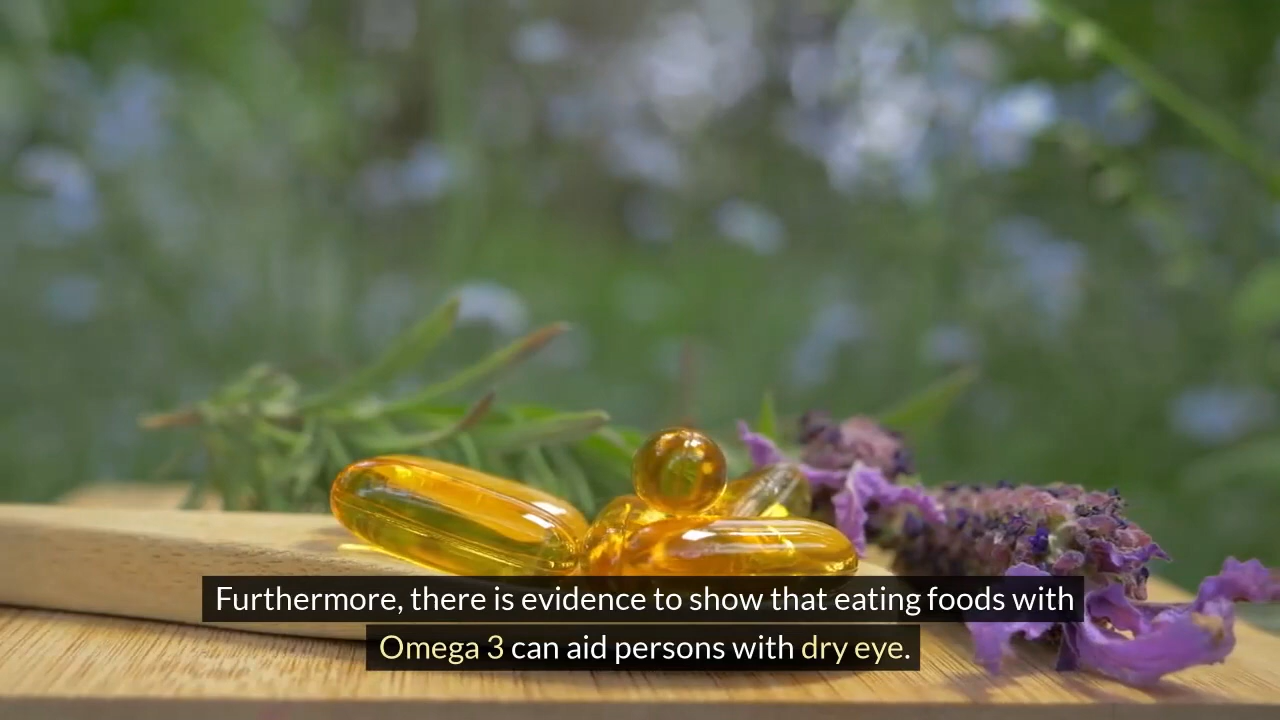 Furthermore, there is evidence to show that eating foods with
Omega 3 can aid persons with dry eye.